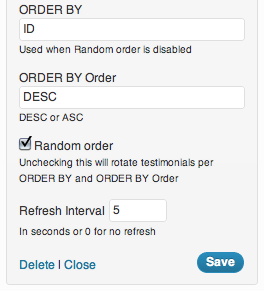 ORDER BY
ID
Used when Random order is disabled
ORDER BY Order
DESC
DESC or ASC
Random order
Unchecking this will rotate testimonials per
ORDER BY and ORDER BY Order
Refresh Interval 5
In seconds or 0 for no refresh
Delete | Close Save